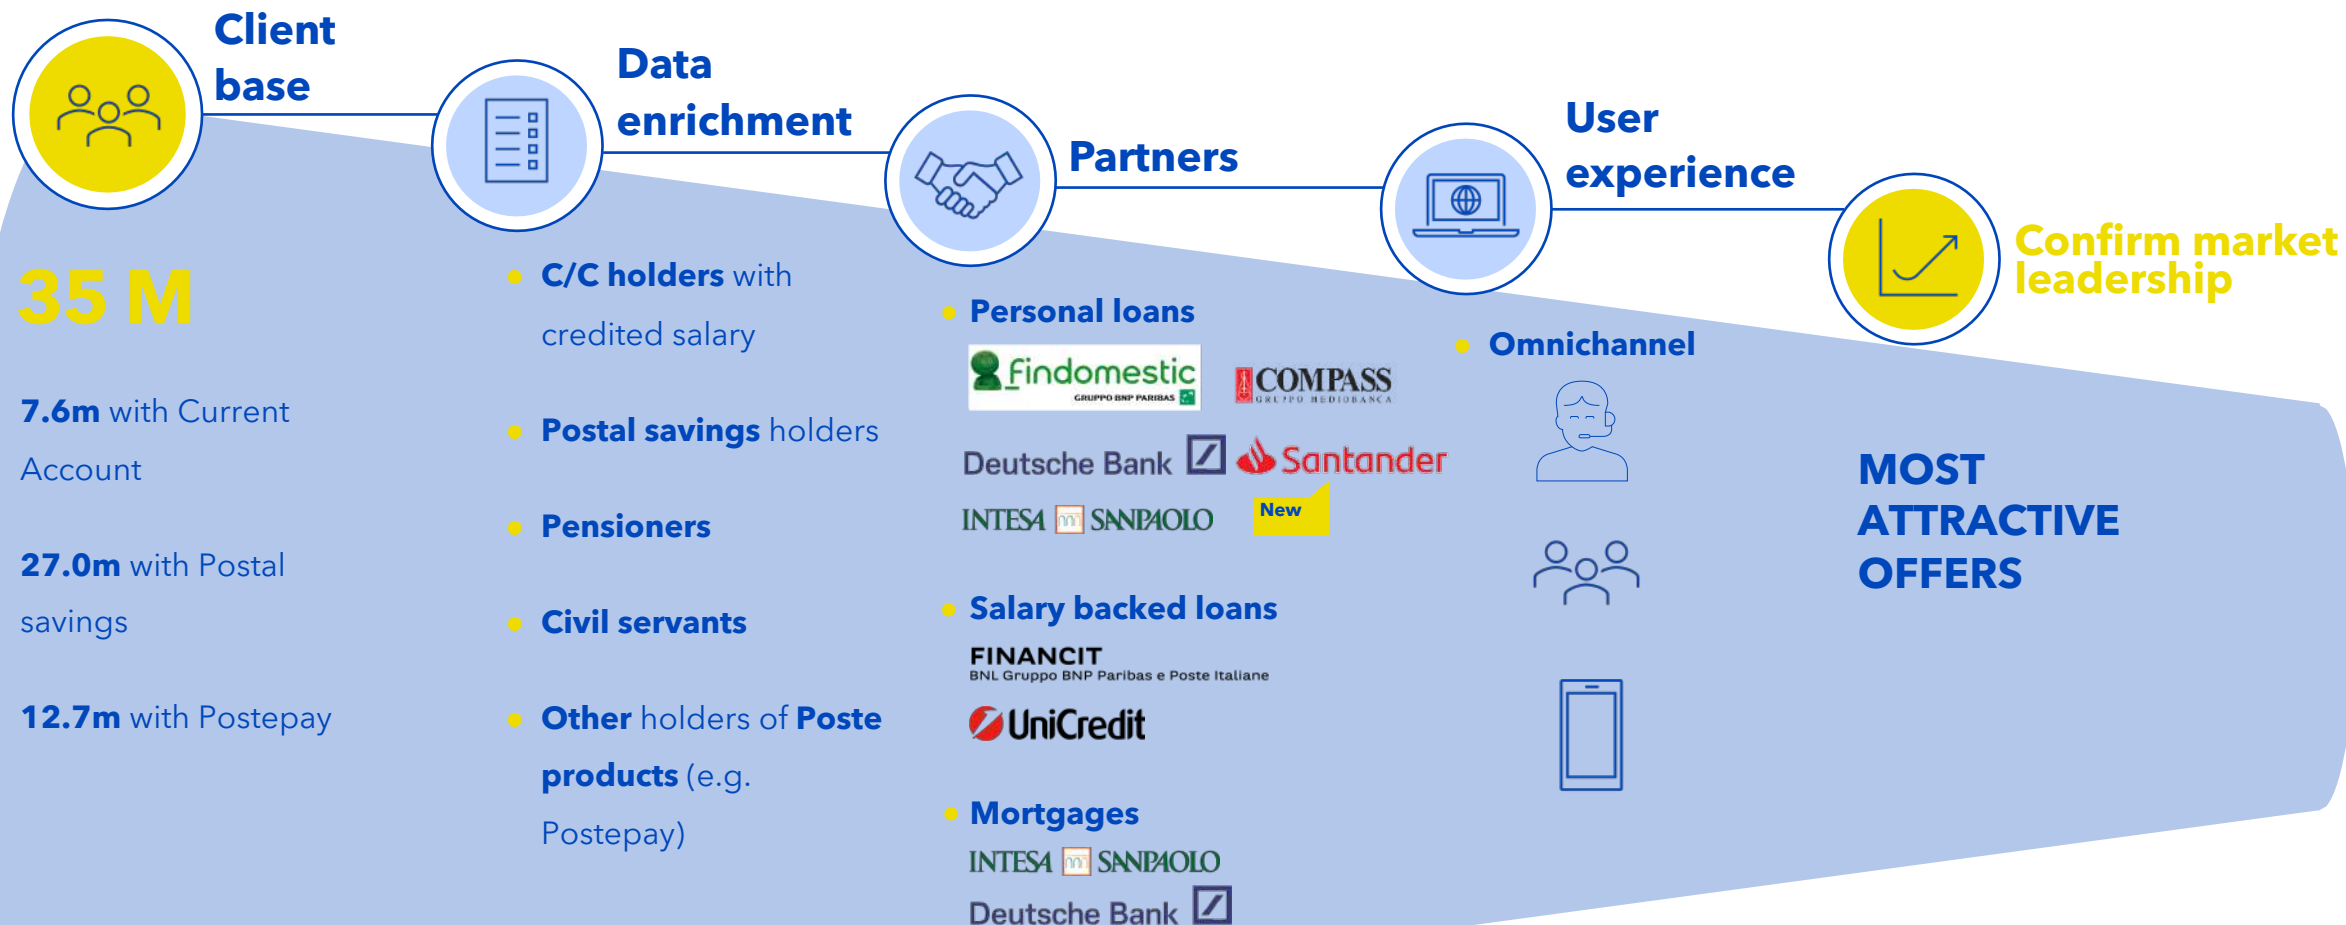 Client
base
Data
enrichment
Partners
User
experience
Confirm market
leadership
35 M
7.6m with Current
Account
27.0m with Postal
savings
12.7m with Postepay
C/C holders with
credited salary
Postal savings holders
Pensioners
Civil servants
Other holders of Poste
products (e.g.
Postepay)
Personal loans
findomestic
GRUPPO BNP PARIBAS
COMPASS
GRUPPO MEDIOBANCA
Deutsche Bank
Santander
INTESA SANPAOLO
New
Salary backed loans
FINANCIT
BNL Gruppo BNP Paribas e Poste Italiane
UniCredit
Mortgages
INTESA SANPAOLO
Deutsche Bank
Omnichannel
MOST
ATTRACTIVE
OFFERS